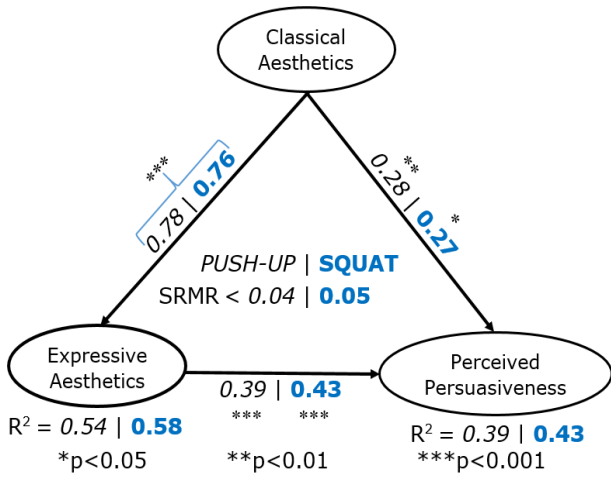 Classical
Aesthetics
***
0.78 | 0.76
**
0.28 | 0.27
*
PUSH-UP | SQUAT
SRMR < 0.04 | 0.05
Expressive
Aesthetics
Perceived
Persuasiveness
0.39 | 0.43
*** ***
R² = 0.54 | 0.58
R² = 0.39 | 0.43
*p<0.05
**p<0.01
***p<0.001